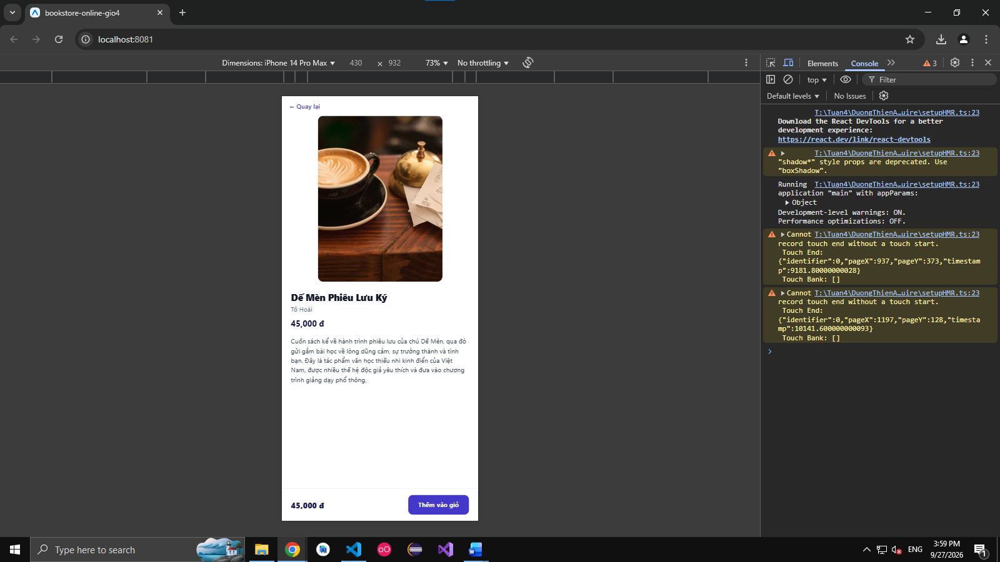 bookstore-online-gio4
localhost:8081
Dimensions: iPhone 14 Pro Max
430 × 932
73%
No throttling
Elements
Console
3
top
Filter
Default levels
No Issues
← Quay lại
Dế Mèn Phiêu Lưu Ký
Tô Hoài
45,000 đ
Cuốn sách kể về hành trình phiêu lưu của chú Dế Mèn, qua đó
gửi gắm bài học về lòng dũng cảm, sự trưởng thành và tình
bạn. Đây là tác phẩm văn học thiếu nhi kinh điển của Việt
Nam, được nhiều thế hệ độc giả yêu thích và đưa vào chương
trình giảng dạy phổ thông.
45,000 đ
Thêm vào giỏ
T:\Tuan4\DuongThienA…uire\setupHMR.ts:23
Download the React DevTools for a better
development experience:
https://react.dev/link/react-devtools
T:\Tuan4\DuongThienA…uire\setupHMR.ts:23
"shadow*" style props are deprecated. Use
"boxShadow".
Running T:\Tuan4\DuongThienA…uire\setupHMR.ts:23
application "main" with appParams:
Object
Development-level warnings: ON.
Performance optimizations: OFF.
Cannot T:\Tuan4\DuongThienA…uire\setupHMR.ts:23
record touch end without a touch start.
Touch End:
{"identifier":0,"pageX":937,"pageY":373,"timestam
p":9181.80000000028}
Touch Bank: []
Cannot T:\Tuan4\DuongThienA…uire\setupHMR.ts:23
record touch end without a touch start.
Touch End:
{"identifier":0,"pageX":1197,"pageY":128,"timesta
mp":10141.600000000093}
Touch Bank: []
Type here to search
ENG
3:59 PM
9/27/2026
1